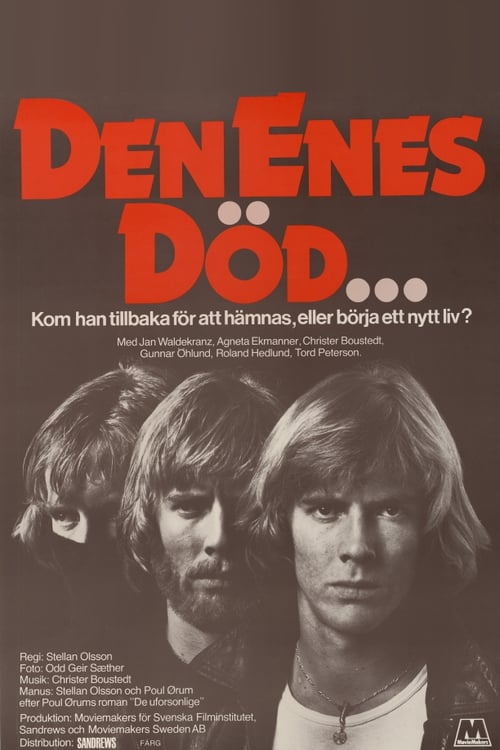 DEN ENES
DÖD...
Kom han tillbaka för att hämnas, eller börja ett nytt liv?
Med Jan Waldekranz, Agneta Ekmanner, Christer Boustedt,
Gunnar Öhlund, Roland Hedlund, Tord Peterson.
Regi: Stellan Olsson
Foto: Odd Geir Sæther
Musik: Christer Boustedt
Manus: Stellan Olsson och Poul Ørum
efter Poul Ørums roman "De uforsonlige"
Produktion: Moviemakers för Svenska Filminstitutet,
Sandrews och Moviemakers Sweden AB
Distribution: SANDREWS FÄRG
MovieMakers